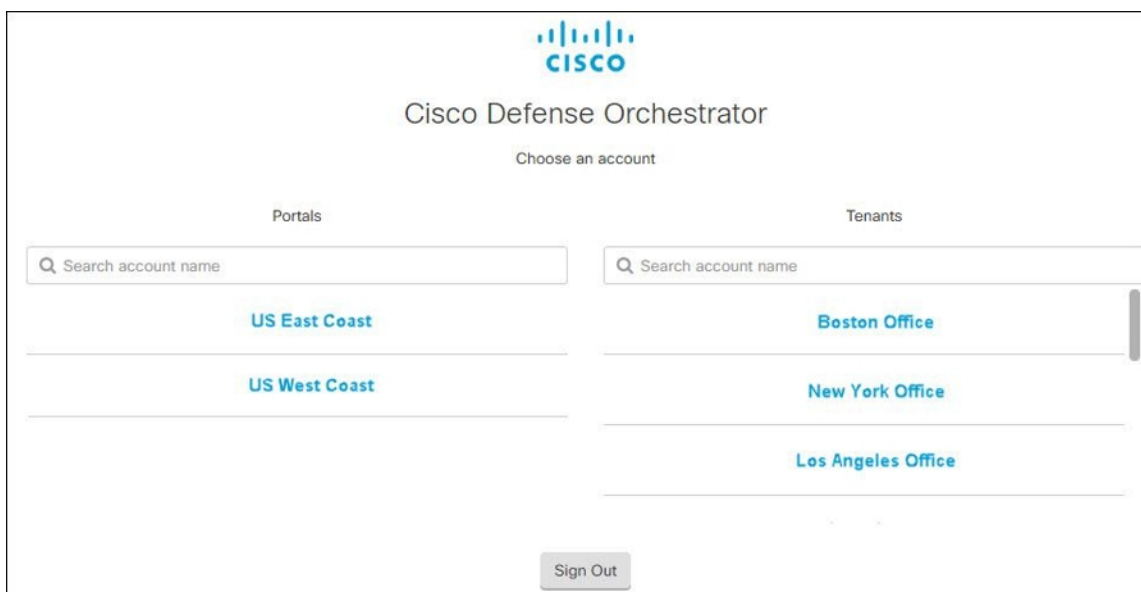 CISCO
Cisco Defense Orchestrator
Choose an account
Portals
Tenants
Search account name
Search account name
US East Coast
Boston Office
US West Coast
New York Office
Los Angeles Office
Sign Out